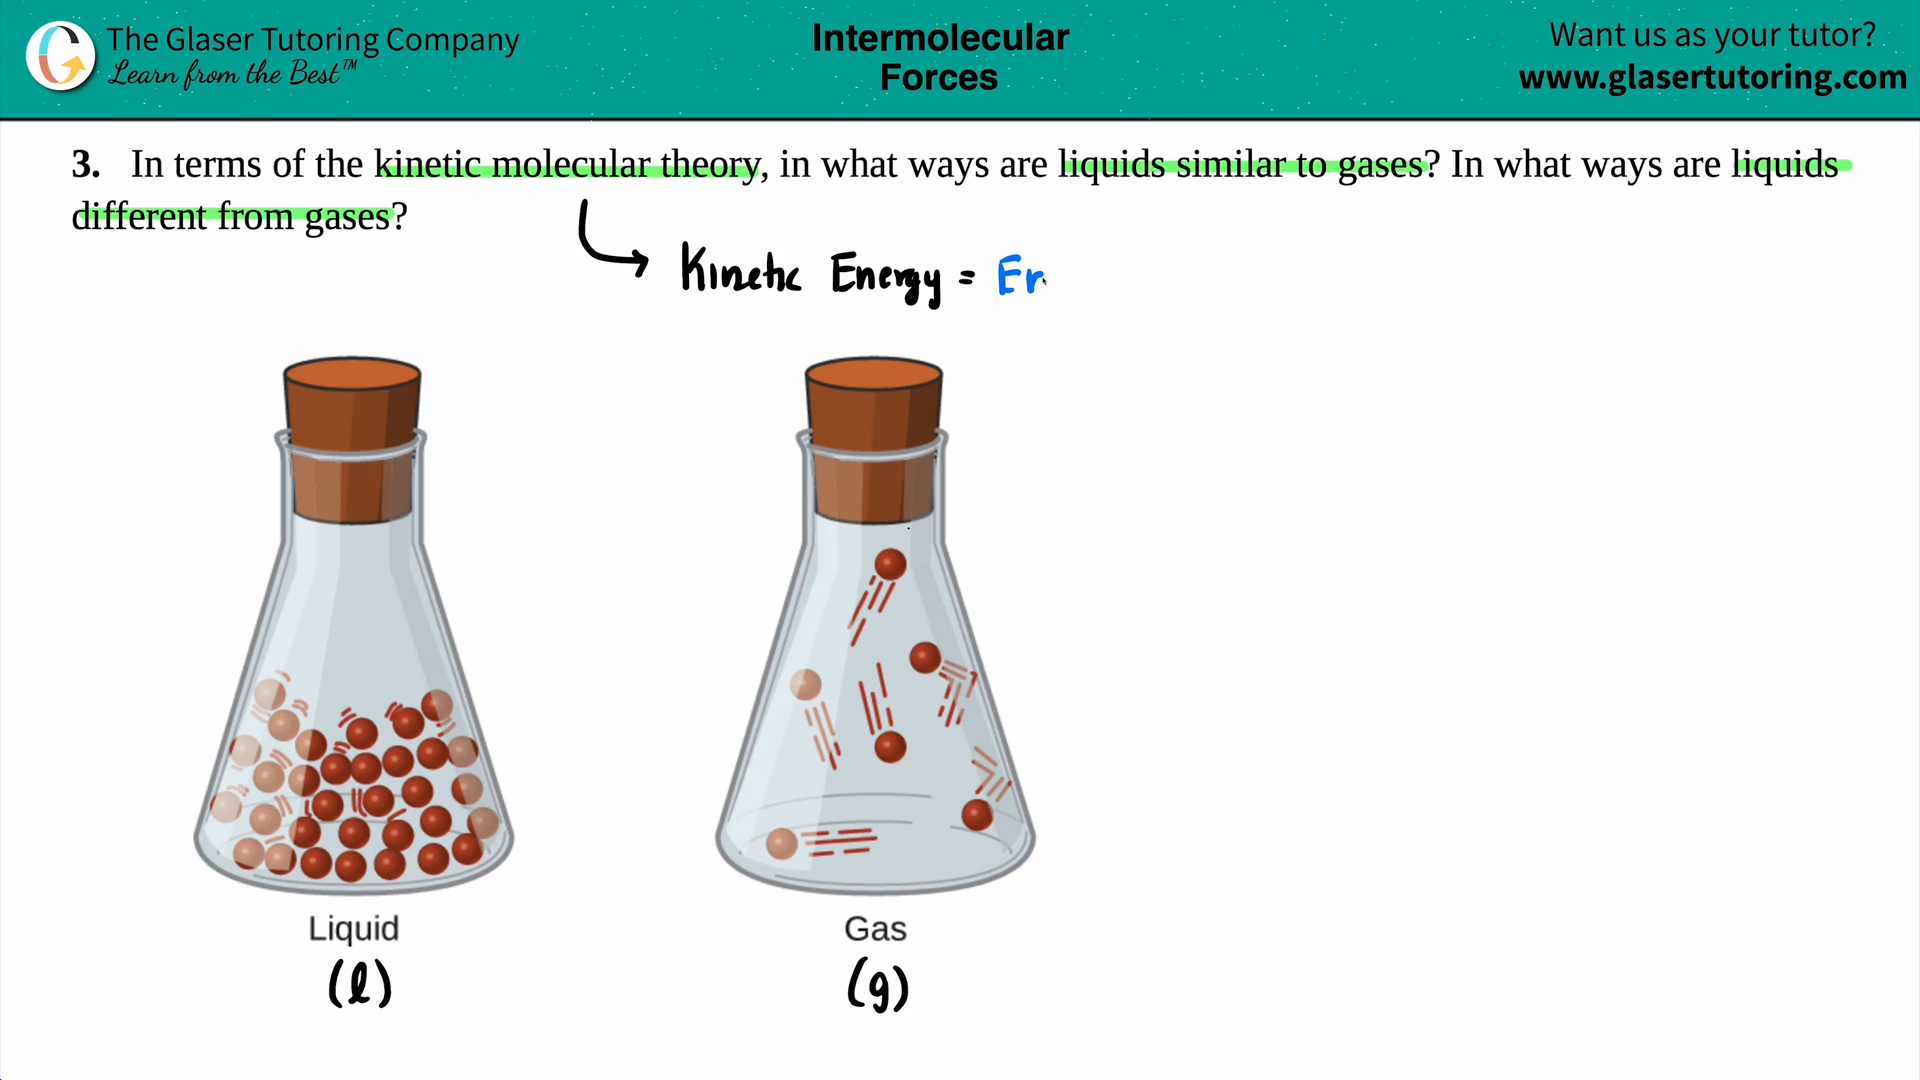 The Glaser Tutoring Company
Learn from the Best™
Intermolecular
Forces
Want us as your tutor?
www.glasertutoring.com
3. In terms of the kinetic molecular theory, in what ways are liquids similar to gases? In what ways are liquids
different from gases?
Kinetic Energy = Er
Liquid
Gas
(l)
(g)